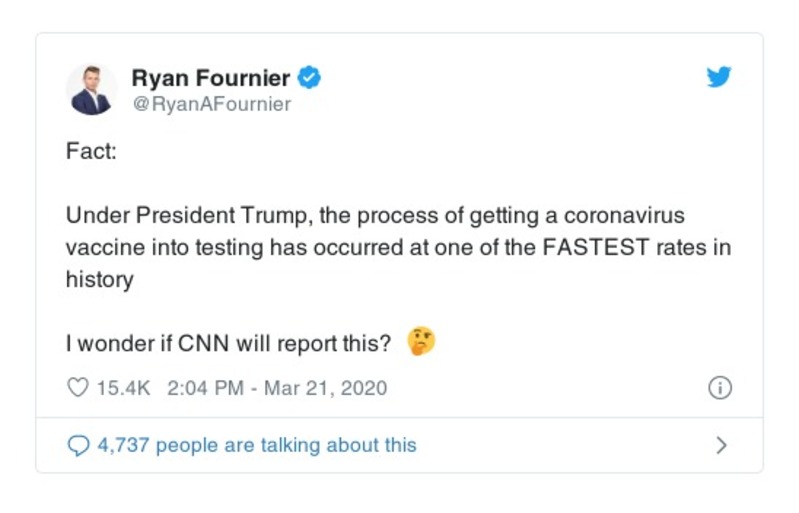 Ryan Fournier
@RyanAFournier
Fact:
Under President Trump, the process of getting a coronavirus
vaccine into testing has occurred at one of the FASTEST rates in
history
I wonder if CNN will report this? 🤔
15.4K 2:04 PM - Mar 21, 2020
4,737 people are talking about this